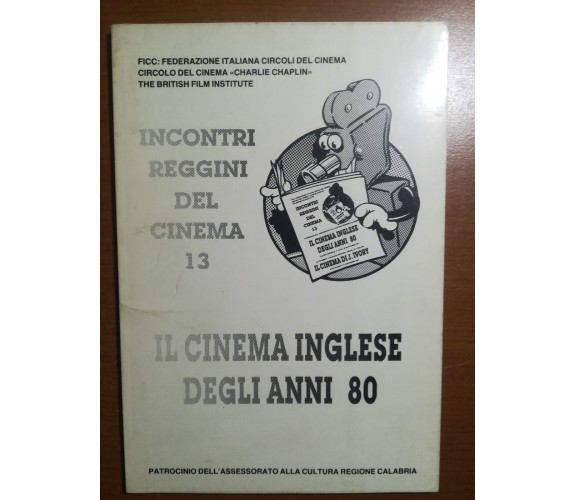 FICC: FEDERAZIONE ITALIANA CIRCOLI DEL CINEMA
CIRCOLO DEL CINEMA «CHARLIE CHAPLIN»
THE BRITISH FILM INSTITUTE
INCONTRI
REGGINI
DEL
CINEMA
13
INCONTRI
REGGINI
DEL
CINEMA
13
IL CINEMA INGLESE
DEGLI ANNI 80
IL CINEMA DI J. IVORY
IL CINEMA INGLESE
DEGLI ANNI 80
PATROCINIO DELL'ASSESSORATO ALLA CULTURA REGIONE CALABRIA